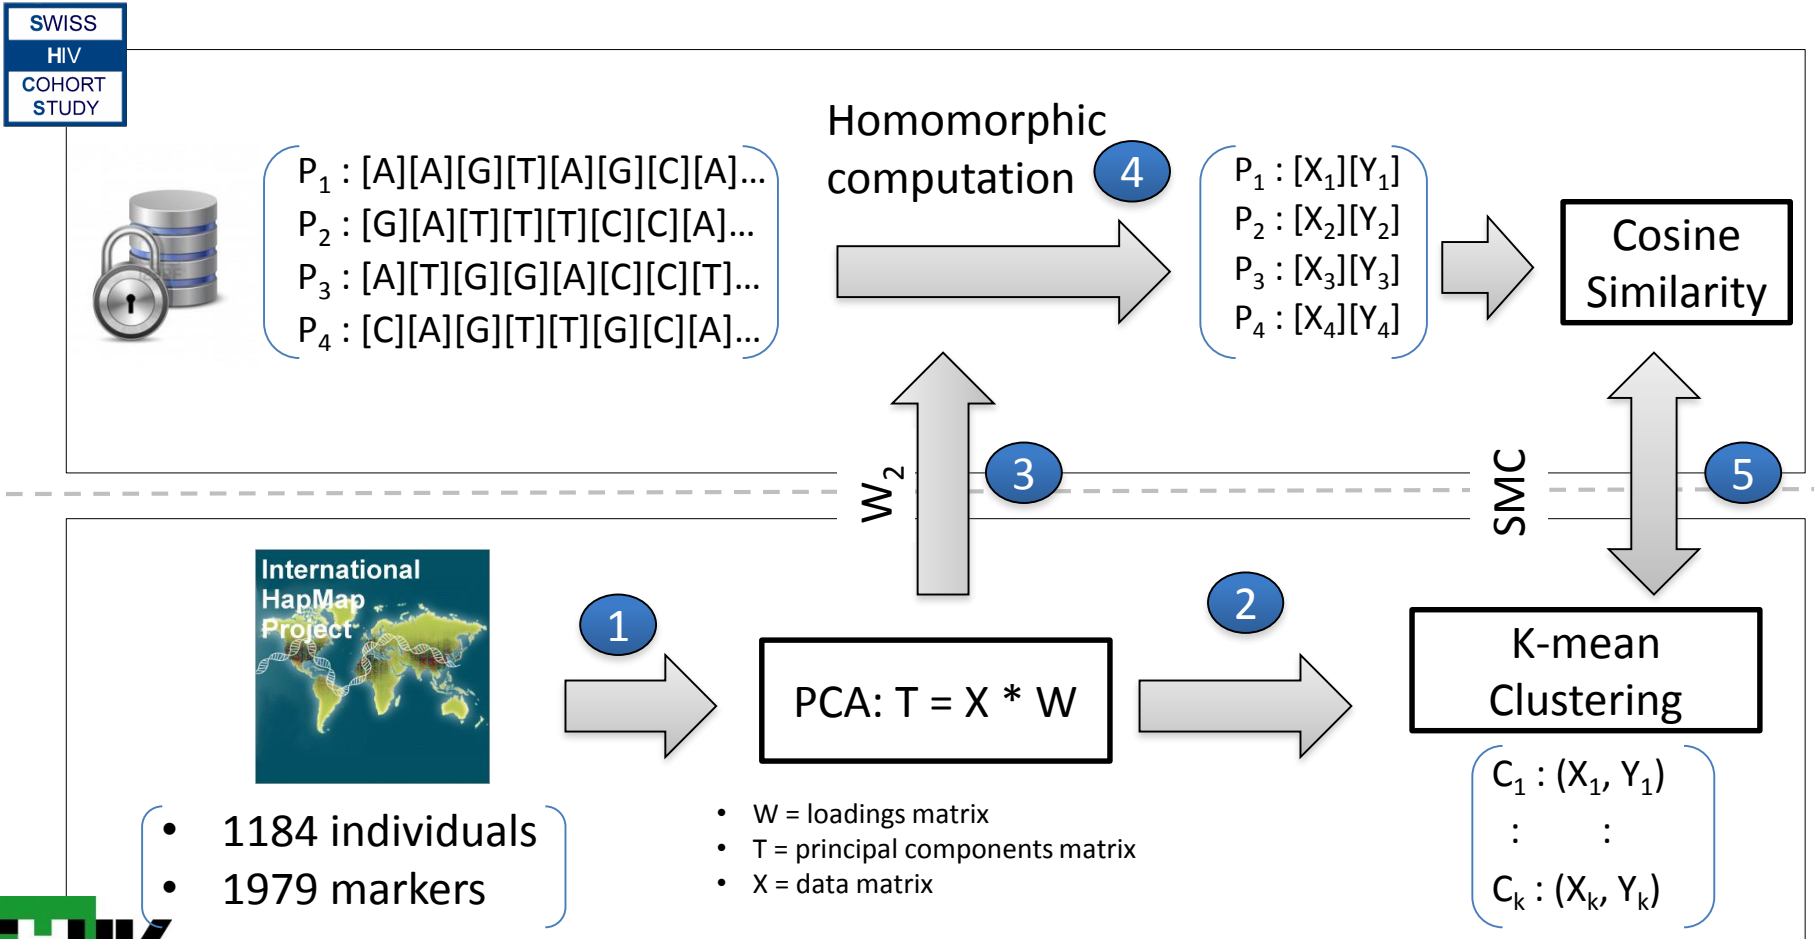 SWISS
HIV
COHORT
STUDY
Homomorphic
computation
4
P1 : [A][A][G][T][A][G][C][A]...
P2 : [G][A][T][T][T][C][C][A]...
P3 : [A][T][G][G][A][C][C][T]...
P4 : [C][A][G][T][T][G][C][A]...
P1 : [X1][Y1]
P2 : [X2][Y2]
P3 : [X3][Y3]
P4 : [X4][Y4]
Cosine
Similarity
W2
3
SMC
5
International
HapMap
Project
1
PCA: T = X * W
2
K-mean
Clustering
• 1184 individuals
• 1979 markers
• W = loadings matrix
• T = principal components matrix
• X = data matrix
C1 : (X1, Y1)
: :
Ck : (Xk, Yk)